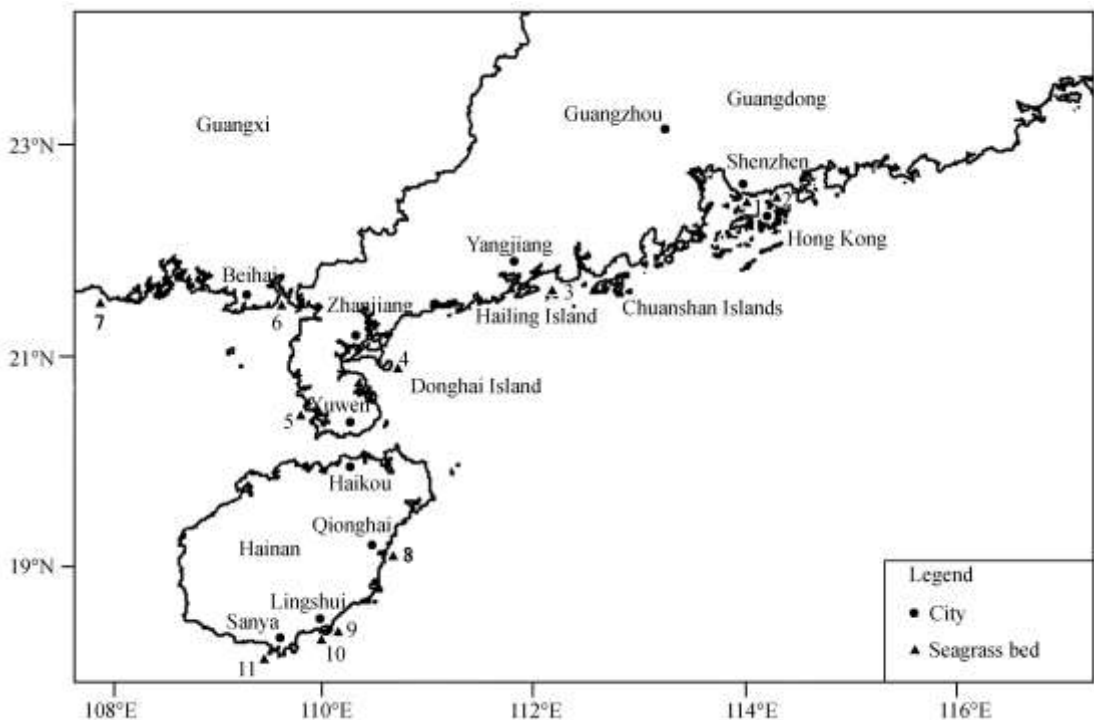 Guangdong
Guangzhou
Guangxi
23°N
Shenzhen
1
2
Hong Kong
Yangjiang
Beihai
3
Zhanjiang
Hailing Island
Chuanshan Islands
7
6
21°N
4
Donghai Island
Xuwen
5
Haikou
Qionghai
Hainan
8
19°N
Legend
Lingshui
City
Sanya
9
10
Seagrass bed
11
108°E
110°E
112°E
114°E
116°E